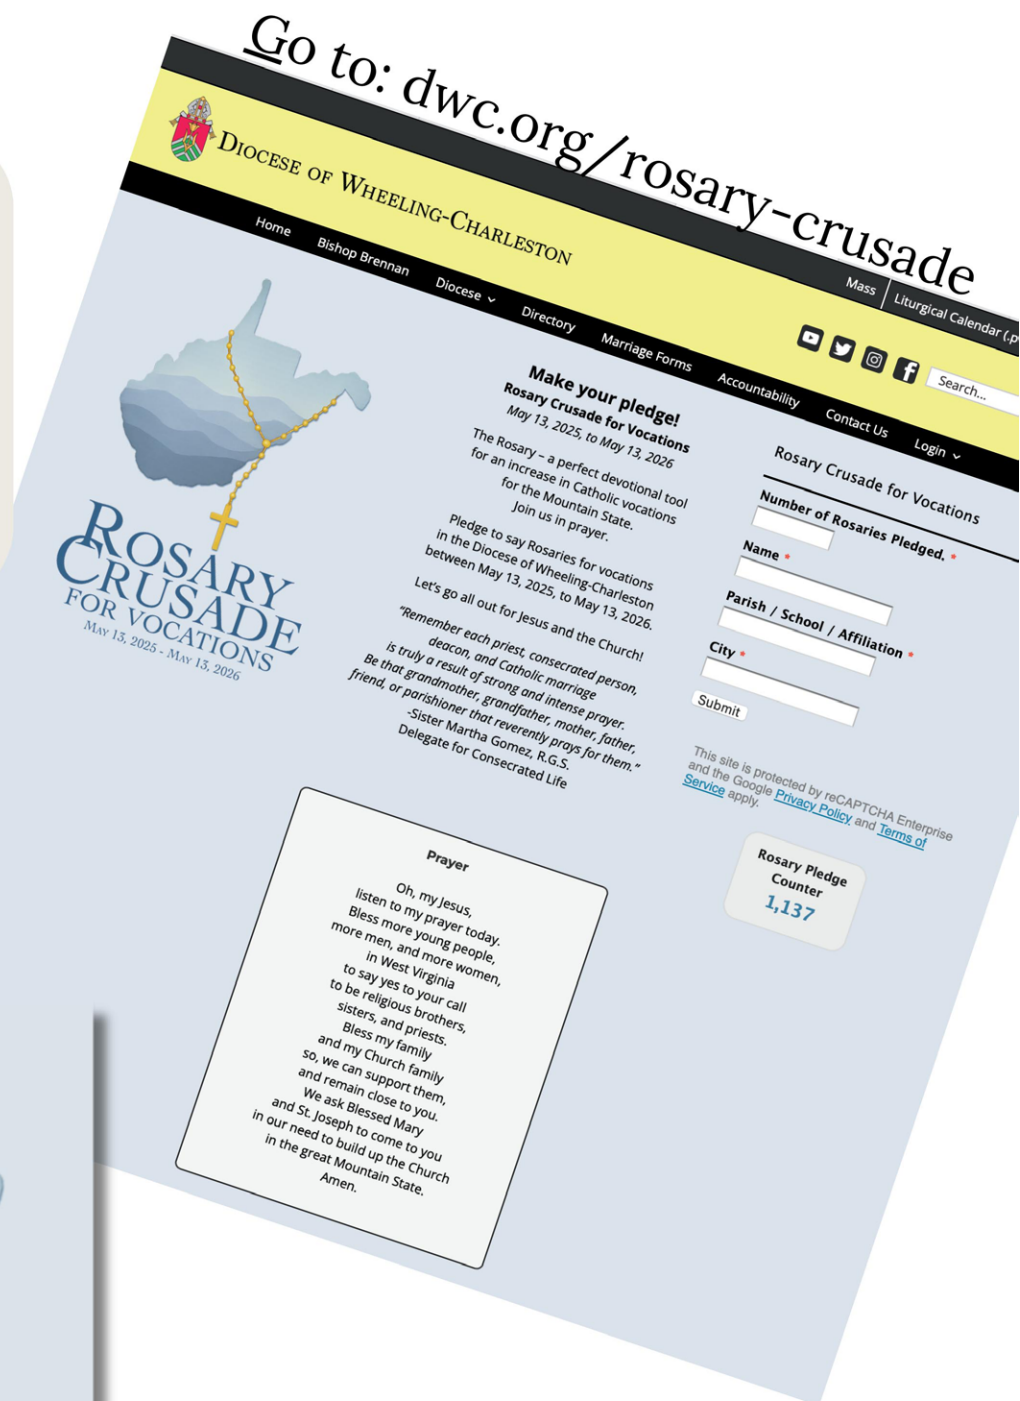 Go to: dwc.org/rosary-crusade
Mass
Liturgical Calendar (.p
DIOCESE OF WHEELING-CHARLESTON
Search...
Home
Bishop Brennan
Diocese
Directory
Marriage Forms
Accountability
Contact Us
Login
ROSARY
CRUSADE
FOR VOCATIONS
MAY 13, 2025 - MAY 13, 2026
Make your pledge!
Rosary Crusade for Vocations
May 13, 2025, to May 13, 2026
The Rosary – a perfect devotional tool
for an increase in Catholic vocations
for the Mountain State.
Join us in prayer.
Pledge to say Rosaries for vocations
in the Diocese of Wheeling-Charleston
between May 13, 2025, to May 13, 2026.
Let's go all out for Jesus and the Church!
"Remember each priest, consecrated person,
deacon, and Catholic marriage
is truly a result of strong and intense prayer.
Be that grandmother, grandfather, mother, father,
friend, or parishioner that reverently prays for them."
-Sister Martha Gomez, R.G.S.
Delegate for Consecrated Life
Rosary Crusade for Vocations
Number of Rosaries Pledged. *
Name *
Parish / School / Affiliation *
City *
Submit
This site is protected by reCAPTCHA Enterprise
and the Google Privacy Policy and Terms of
Service apply.
Rosary Pledge
Counter
1,137
Prayer
Oh, my Jesus,
listen to my prayer today.
Bless more young people,
more men, and more women,
in West Virginia
to say yes to your call
to be religious brothers,
sisters, and priests.
Bless my family
and my Church family
so, we can support them,
and remain close to you.
We ask Blessed Mary
and St. Joseph to come to you
in our need to build up the Church
in the great Mountain State.
Amen.